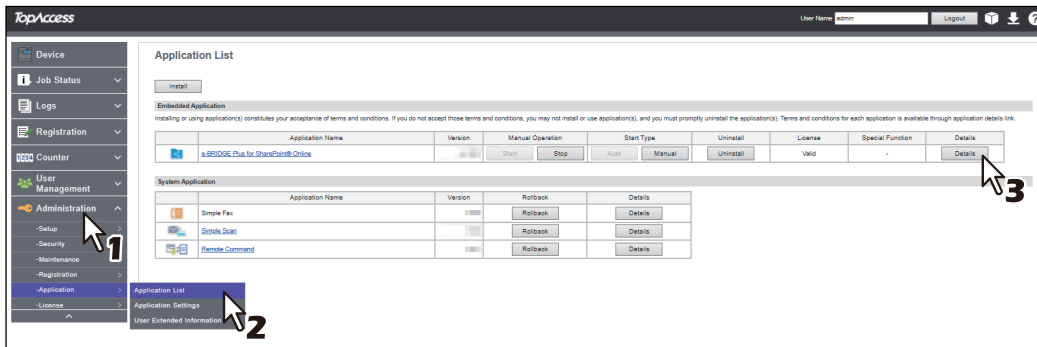 TopAccess
User Name admin Logout
Device
Job Status
Logs
Registration
Counter
User Management
Administration
-Setup
-Security
-Maintenance
-Registration
-Application
-License
Application List
Application Settings
User Extended Information
1
2
Application List
Install
Embedded Application
Installing or using application(s) constitutes your acceptance of terms and conditions. If you do not accept those terms and conditions, you may not install or use application(s), and you must promptly uninstall the application(s). Terms and conditions for each application is available through application details link.
Application Name Version Manual Operation Start Type Uninstall License Special Function Details
e-BRIDGE Plus for SharePoint® Online Start Stop Auto Manual Uninstall Valid - Details
3
System Application
Application Name Version Rollback Details
Simple Fax Rollback Details
Simple Scan Rollback Details
Remote Command Rollback Details